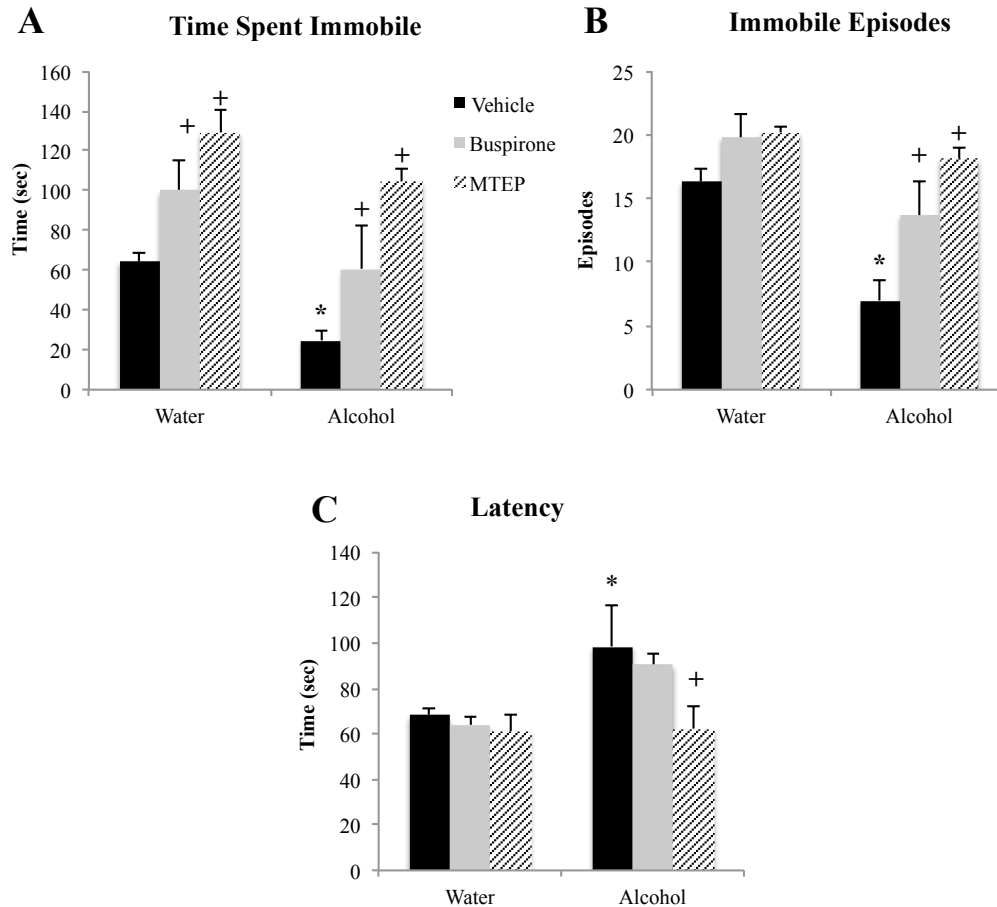 A
Time Spent Immobile
160
140
120
100
80
60
40
20
0
Time (sec)
+
+
*
+
+
Water
Alcohol
Vehicle
Buspirone
MTEP
B
Immobile Episodes
25
20
15
10
5
0
Episodes
*
+
+
Water
Alcohol
C
Latency
140
120
100
80
60
40
20
0
Time (sec)
*
+
Water
Alcohol